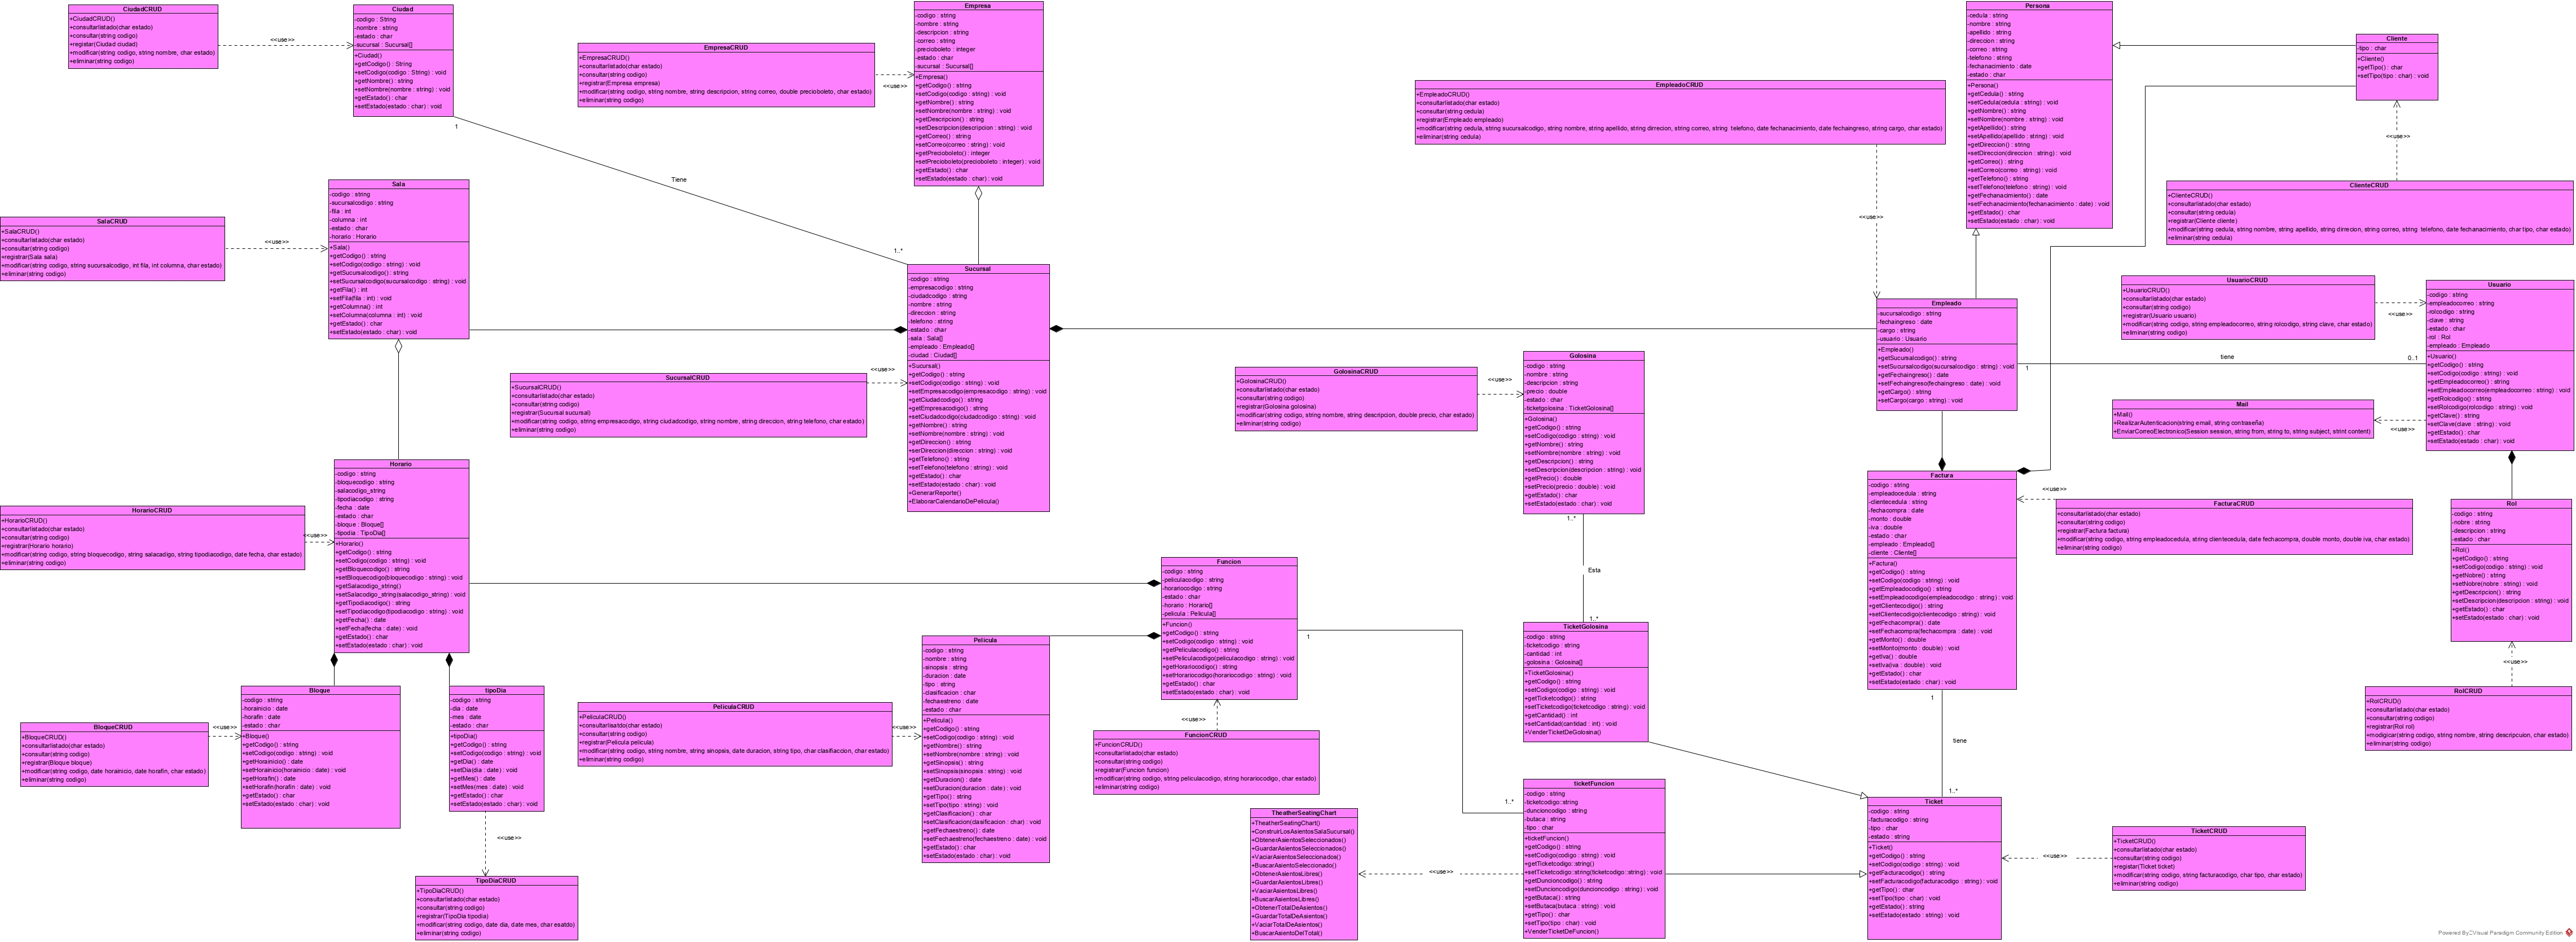 CiudadCRUD
+CiudadCRUD()
+consultarlistado(char estado)
+consultar(string codigo)
+registar(Ciudad ciudad)
+modificar(string codigo, string nombre, char estado)
+eliminar(string codigo)
<<use>>
Ciudad
-codigo : String
-nombre : string
-estado : char
-sucursal : Sucursal[]
+Ciudad()
+getCodigo() : String
+setCodigo(codigo : String) : void
+getNombre() : string
+setNombre(nombre : string) : void
+getEstado() : char
+setEstado(estado : char) : void
1
Tiene
1..*
EmpresaCRUD
+EmpresaCRUD()
+consultarlistado(char estado)
+consultar(string codigo)
+registrar(Empresa empresa)
+modificar(string codigo, string nombre, string descripcion, string correo, double precioboleto, char estado)
+eliminar(string codigo)
<<use>>
Empresa
-codigo : string
-nombre : string
-descripcion : string
-correo : string
-precioboleto : integer
-estado : char
-sucursal : Sucursal[]
+Empresa()
+getCodigo() : string
+setCodigo(codigo : string) : void
+getNombre() : string
+setNombre(nombre : string) : void
+getDescripcion() : string
+setDescripcion(descripcion : string) : void
+getCorreo() : string
+setCorreo(correo : string) : void
+getPrecioboleto() : integer
+setPrecioboleto(precioboleto : integer) : void
+getEstado() : char
+setEstado(estado : char) : void
EmpleadoCRUD
+EmpleadoCRUD()
+consultarlistado(char estado)
+consultar(string cedula)
+registrar(Empleado empleado)
+modificar(string cedula, string sucursalcodigo, string nombre, string apellido, string dirrecion, string correo, string telefono, date fechanacimiento, date fechaingreso, string cargo, char estado)
+eliminar(string cedula)
<<use>>
Persona
-cedula : string
-nombre : string
-apellido : string
-direccion : string
-correo : string
-telefono : string
-fechanacimiento : date
-estado : char
+Persona()
+getCedula() : string
+setCedula(cedula : string) : void
+getNombre() : string
+setNombre(nombre : string) : void
+getApellido() : string
+setApellido(apellido : string) : void
+getDireccion() : string
+setDireccion(direccion : string) : void
+getCorreo() : string
+setCorreo(correo : string) : void
+getTelefono() : string
+setTelefono(telefono : string) : void
+getFechanacimiento() : date
+setFechanacimiento(fechanacimiento : date) : void
+getEstado() : char
+setEstado(estado : char) : void
Cliente
-tipo : char
+Cliente()
+getTipo() : char
+setTipo(tipo : char) : void
<<use>>
ClienteCRUD
+ClienteCRUD()
+consultarlistado(char estado)
+consultar(string cedula)
+registrar(Cliente cliente)
+modificar(string cedula, string nombre, string apellido, string dirrecion, string correo, string telefono, date fechanacimiento, char tipo, char estado)
+eliminar(string cedula)
SalaCRUD
+SalaCRUD()
+consultarlistado(char estado)
+consultar(string codigo)
+registrar(Sala sala)
+modificar(string codigo, string sucursalcodigo, int fila, int columna, char estado)
+eliminar(string codigo)
<<use>>
Sala
-codigo : string
-sucursalcodigo : string
-fila : int
-columna : int
-estado : char
-horario : Horario
+Sala()
+getCodigo() : string
+setCodigo(codigo : string) : void
+getSucursalcodigo() : string
+setSucursalcodigo(sucursalcodigo : string) : void
+getFila() : int
+setFila(fila : int) : void
+getColumna() : int
+setColumna(columna : int) : void
+getEstado() : char
+setEstado(estado : char) : void
SucursalCRUD
+SucursalCRUD()
+consultarlistado(char estado)
+consultar(string codigo)
+registrar(Sucursal sucursal)
+modificar(string codigo, string empresacodigo, string ciudadcodigo, string nombre, string direccion, string telefono, char estado)
+eliminar(string codigo)
<<use>>
Sucursal
-codigo : string
-empresacodigo : string
-ciudadcodigo : string
-nombre : string
-direccion : string
-telefono : string
-estado : char
-sala : Sala[]
-empleado : Empleado[]
-ciudad : Ciudad[]
+Sucursal()
+getCodigo() : string
+setCodigo(codigo : string) : void
+setEmpresacodigo(empresacodigo : string) : void
+getCiudadcodigo() : string
+getEmpresacodigo() : string
+setCiudadcodigo(ciudadcodigo : string) : void
+getNombre() : string
+setNombre(nombre : string) : void
+getDireccion() : string
+serDireccion(direccion : string) : void
+getTelefono() : string
+setTelefono(telefono : string) : void
+getEstado() : char
+setEstado(estado : char) : void
+GenerarReporte()
+ElaborarCalendarioDePelicula()
Empleado
-sucursalcodigo : string
-fechaingreso : date
-cargo : string
-usuario : Usuario
+Empleado()
+getSucursalcodigo() : string
+setSucursalcodigo(sucursalcodigo : string) : void
+getFechaingreso() : date
+setFechaingreso(fechaingreso : date) : void
+getCargo() : string
+setCargo(cargo : string) : void
1
tiene
0..1
UsuarioCRUD
+UsuarioCRUD()
+consultarlistado(char estado)
+consultar(string codigo)
+registrar(Usuario usuario)
+modificar(string codigo, string empleadocorreo, string rolcodigo, string clave, char estado)
+eliminar(string codigo)
<<use>>
Usuario
-codigo : string
-empleadocorreo : string
-rolcodigo : string
-clave : string
-estado : char
-rol : Rol
-empleado : Empleado
+Usuario()
+getCodigo() : string
+setCodigo(codigo : string) : void
+getEmpleadocorreo() : string
+setEmpleadocorreo(empleadocorreo : string) : void
+getRolcodigo() : string
+setRolcodigo(rolcodigo : string) : void
+getClave() : string
+setClave(clave : string) : void
+getEstado() : char
+setEstado(estado : char) : void
Mail
+Mail()
+RealizarAutenticacion(string email, string contraseña)
+EnviarCorreoElectronico(Session session, string from, string to, string subject, strint content)
<<use>>
GolosinaCRUD
+GolosinaCRUD()
+consultarlistado(char estado)
+consultar(string codigo)
+registrar(Golosina golosina)
+modificar(string codigo, string nombre, string descripcion, double precio, char estado)
+eliminar(string codigo)
<<use>>
Golosina
-codigo : string
-nombre : string
-descripcion : string
-precio : double
-estado : char
-ticketgolosina : TicketGolosina[]
+Golosina()
+getCodigo() : string
+setCodigo(codigo : string) : void
+getNombre() : string
+setNombre(nombre : string) : void
+getDescripcion() : string
+setDescripcion(descripcion : string) : void
+getPrecio() : double
+setPrecio(precio : double) : void
+getEstado() : char
+setEstado(estado : char) : void
1..*
Esta
1..*
HorarioCRUD
+HorarioCRUD()
+consultarlistado(char estado)
+consultar(string codigo)
+registrar(Horario horario)
+modificar(string codigo, string bloquecodigo, string salacadigo, string tipodiacodigo, date fecha, char estado)
+eliminar(string codigo)
<<use>>
Horario
-codigo : string
-bloquecodigo : string
-salacodigo_string
-tipodiacodigo : string
-fecha : date
-estado : char
-bloque : Bloque[]
-tipodia : TipoDia[]
+Horario()
+getCodigo() : string
+setCodigo(codigo : string) : void
+getBloquecodigo() : string
+setBloquecodigo(bloquecodigo : string) : void
+getSalacodigo_string()
+setSalacodigo_string(salacodigo_string) : void
+getTipodiacodigo() : string
+setTipodiacodigo(tipodiacodigo : string) : void
+getFecha() : date
+setFecha(fecha : date) : void
+getEstado() : char
+setEstado(estado : char) : void
Factura
-codigo : string
-empleadocedula : string
-clientecedula : string
-fechacompra : date
-monto : double
-iva : double
-estado : char
-empleado : Empleado[]
-cliente : Cliente[]
+Factura()
+getCodigo() : string
+setCodigo(codigo : string) : void
+getEmpleadocodigo() : string
+setEmpleadocodigo(empleadocodigo : string) : void
+getClientecodigo() : string
+setClientecodigo(clientecodigo : string) : void
+getFechacompra() : date
+setFechacompra(fechacompra : date) : void
+getMonto() : double
+setMonto(monto : double) : void
+getIva() : double
+setIva(iva : double) : void
+getEstado() : char
+setEstado(estado : char) : void
<<use>>
FacturaCRUD
+consultarlistado(char estado)
+consultar(string codigo)
+registrar(Factura factura)
+modificar(string codigo, string empleadocedula, string clientecedula, date fechacompra, double monto, double iva, char estado)
+eliminar(string codigo)
Rol
-codigo : string
-nobre : string
-descripcion : string
-estado : char
+Rol()
+getCodigo() : string
+setCodigo(codigo : string) : void
+getNobre() : string
+setNobre(nobre : string) : void
+getDescripcion() : string
+setDescripcion(descripcion : string) : void
+getEstado() : char
+setEstado(estado : char) : void
<<use>>
RolCRUD
+RolCRUD()
+consultarlistado(char estado)
+consultar(string codigo)
+registrar(Rol rol)
+modigicar(string codigo, string nombre, string descripcuion, char estado)
+eliminar(string codigo)
Funcion
-codigo : string
-peliculacodigo : string
-horariocodigo : string
-estado : char
-horario : Horario[]
-pelicula : Pelicula[]
+Funcion()
+getCodigo() : string
+setCodigo(codigo : string) : void
+getPeliculacodigo() : string
+setPeliculacodigo(peliculacodigo : string) : void
+getHorariocodigo() : string
+setHorariocodigo(horariocodigo : string) : void
+getEstado() : char
+setEstado(estado : char) : void
1
1..*
<<use>>
FuncionCRUD
+FuncionCRUD()
+consultarlistado(char estado)
+consultar(string codigo)
+registrar(Funcion funcion)
+modificar(string codigo, string peliculacodigo, string horariocodigo, char estado)
+eliminar(string codigo)
PeliculaCRUD
+PeliculaCRUD()
+consultarlisatdo(char estado)
+consultar(string codigo)
+registrar(Pelicula pelicula)
+modificar(string codigo, string nombre, string sinopsis, date duracion, string tipo, char clasifiaccion, char estado)
+eliminar(string codigo)
<<use>>
Pelicula
-codigo : string
-nombre : string
-sinopsis : string
-duracion : date
-tipo : string
-clasificacion : char
-fechaestreno : date
-estado : char
+Pelicula()
+getCodigo() : string
+setCodigo(codigo : string) : void
+getNombre() : string
+setNombre(nombre : string) : void
+getSinopsis() : string
+setSinopsis(sinopsis : string) : void
+getDuracion() : date
+setDuracion(duracion : date) : void
+getTipo() : string
+setTipo(tipo : string) : void
+getClasificacion() : char
+setClasificacion(clasificacion : char) : void
+getFechaestreno() : date
+setFechaestreno(fechaestreno : date) : void
+getEstado() : char
+setEstado(estado : char) : void
TicketGolosina
-codigo : string
-ticketcodigo : string
-cantidad : int
-golosina : Golosina[]
+TicketGolosina()
+getCodigo() : string
+setCodigo(codigo : string) : void
+getTicketcodigo() : string
+setTicketcodigo(ticketcodigo : string) : void
+getCantidad() : int
+setCantidad(cantidad : int) : void
+VenderTicketDeGolosina()
BloqueCRUD
+BloqueCRUD()
+consultarlistado(char estado)
+consultar(string codigo)
+registrar(Bloque bloque)
+modificar(string codigo, date horainicio, date horafin, char estado)
+eliminar(string codigo)
<<use>>
Bloque
-codigo : string
-horainicio : date
-horafin : date
-estado : char
+Bloque()
+getCodigo() : string
+setCodigo(codigo : string) : void
+getHorainicio() : date
+setHorainicio(horainicio : date) : void
+getHorafin() : date
+setHorafin(horafin : date) : void
+getEstado() : char
+setEstado(estado : char) : void
tipoDia
-codigo : string
-dia : date
-mes : date
-estado : char
+tipoDia()
+getCodigo() : string
+setCodigo(codigo : string) : void
+getDia() : date
+setDia(dia : date) : void
+getMes() : date
+setMes(mes : date) : void
+getEstado() : char
+setEstado(estado : char) : void
<<use>>
TipoDiaCRUD
+TipoDiaCRUD()
+consultarlistado(char estado)
+consultar(string codigo)
+registrar(TipoDia tipodia)
+modificar(string codigo, date dia, date mes, char esatdo)
+eliminar(string codigo)
TheatherSeatingChart
+TheatherSeatingChart()
+ConstruirLosAsientosSalaSucursal()
+ObtenerAsientosSeleccionados()
+GuardarAsientosSeleccionados()
+VaciarAsientosSeleccionados()
+BuscarAsientoSeleccionado()
+ObtenerAsientosLibres()
+GuardarAsientosLibres()
+VaciarAsientosLibres()
+BuscarAsientosLibres()
+ObtenerTotalDeAsientos()
+GuardarTotalDeAsientos()
+VaciarTotalDeAsientos()
+BuscarAsientoDelTotal()
<<use>>
ticketFuncion
-codigo : string
-ticketcodigo::string
-duncioncodigo : string
-butaca : string
-tipo : char
+ticketFuncion()
+getCodigo() : string
+setCodigo(codigo : string) : void
+getTicketcodigo::string()
+setTicketcodigo::string(ticketcodigo::string) : void
+getDuncioncodigo() : string
+setDuncioncodigo(duncioncodigo : string) : void
+getButaca() : string
+setButaca(butaca : string) : void
+getTipo() : char
+setTipo(tipo : char) : void
+VenderTicketDeFuncion()
1
tiene
1..*
Ticket
-codigo : string
-facturacodigo : string
-tipo : char
-estado : string
+Ticket()
+getCodigo() : string
+setCodigo(codigo : string) : void
+getFacturacodigo() : string
+setFacturacodigo(facturacodigo : string) : void
+getTipo() : char
+setTipo(tipo : char) : void
+getEstado() : string
+setEstado(estado : string) : void
<<use>>
TicketCRUD
+TicketCRUD()
+consultarlistado(char estado)
+consultar(string codigo)
+registar(Ticket ticket)
+modificar(string codigo, string facturacodigo, char tipo, char estado)
+eliminar(string codigo)
Powered By Visual Paradigm Community Edition